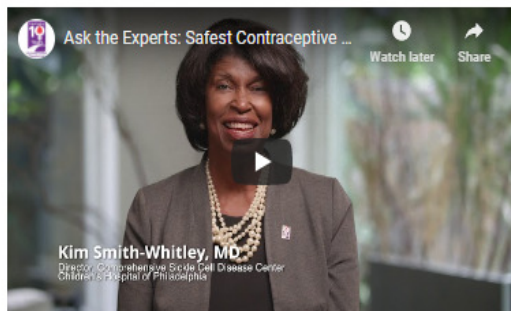 Ask the Experts: Safest Contraceptive ...
Watch later
Share
Kim Smith-Whitley, MD
Director, Comprehensive Sickle Cell Disease Center
Children's Hospital of Philadelphia